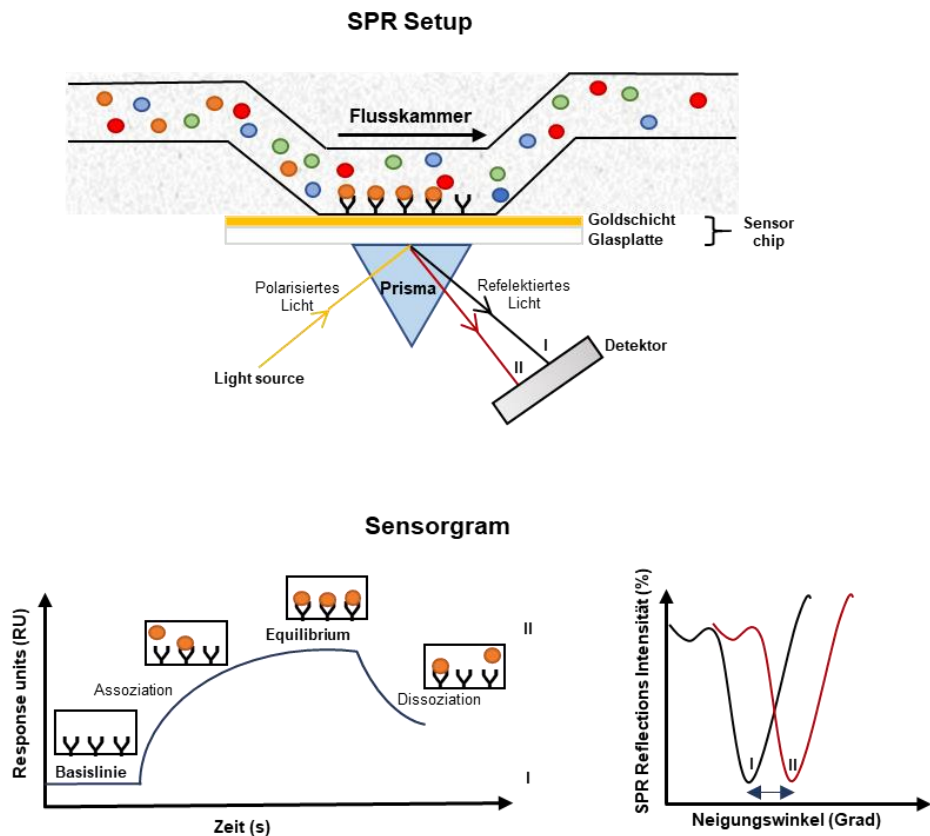 SPR Setup
Flusskammer
Goldschicht
Glasplatte
Sensor
chip
Polarisiertes
Licht
Prisma
Refelektiertes
Licht
I
II
Detektor
Light source
Sensorgram
Response units (RU)
Basislinie
Assoziation
Equilibrium
Dissoziation
II
I
Zeit (s)
SPR Reflections Intensität (%)
I
II
Neigungswinkel (Grad)